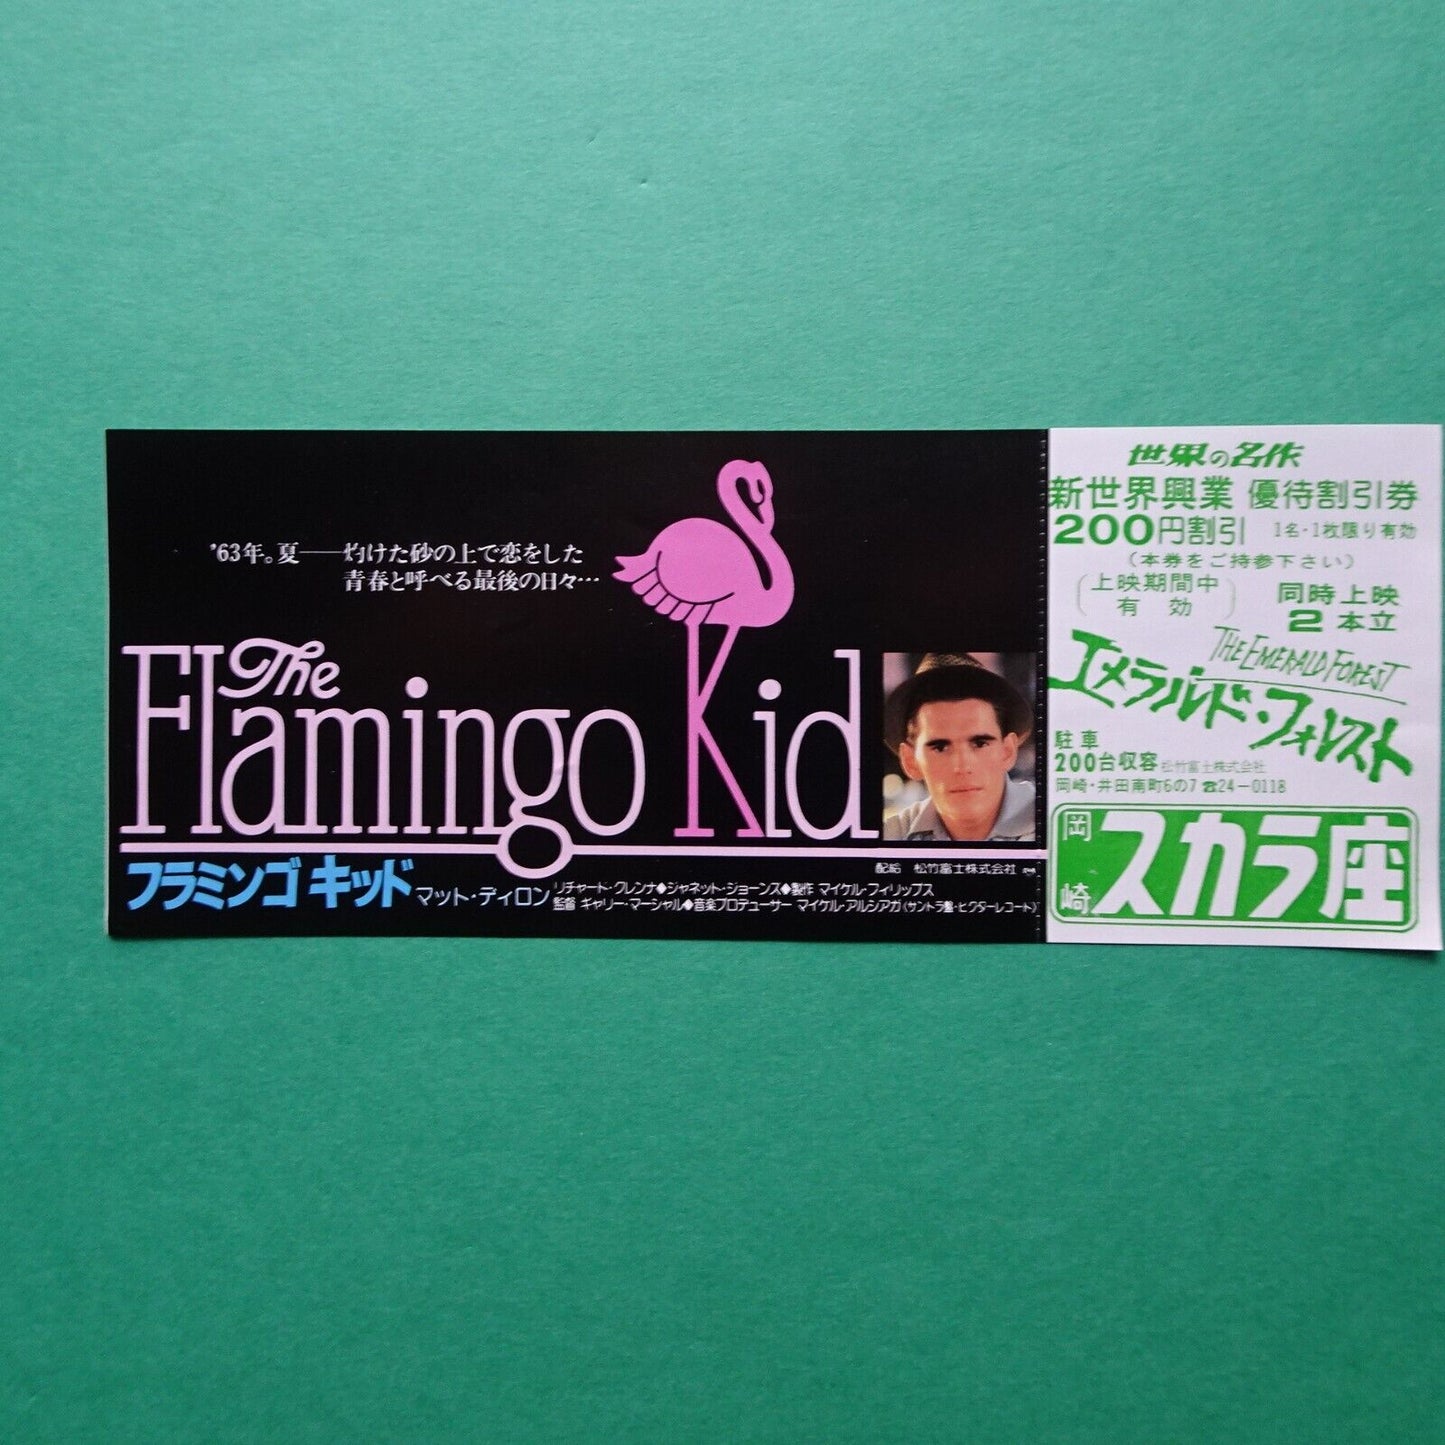 '63年。夏──灼けた砂の上で恋をした
青春と呼べる最後の日々…
The
Flamingo Kid
フラミンゴ キッド
マット・ディロン
リチャード・クレンナ◆ジャネット・ジョーンズ◆製作 マイケル・フィリップス
監督 ギャリー・マーシャル◆音楽プロデューサー マイケル・アルシアガ(サントラ盤・ビクターレコード)
配給 松竹富士株式会社
世界の名作
新世界興業 優待割引券
200円割引 1名・1枚限り有効
(本券をご持参下さい)
(上映期間中
有効)
同時上映
2本立
THE EMERALD FOREST
エメラルド・フォレスト
駐車
200台収容 松竹富士株式会社
岡崎・井田南町6の7 ☎24-0118
岡崎 スカラ座